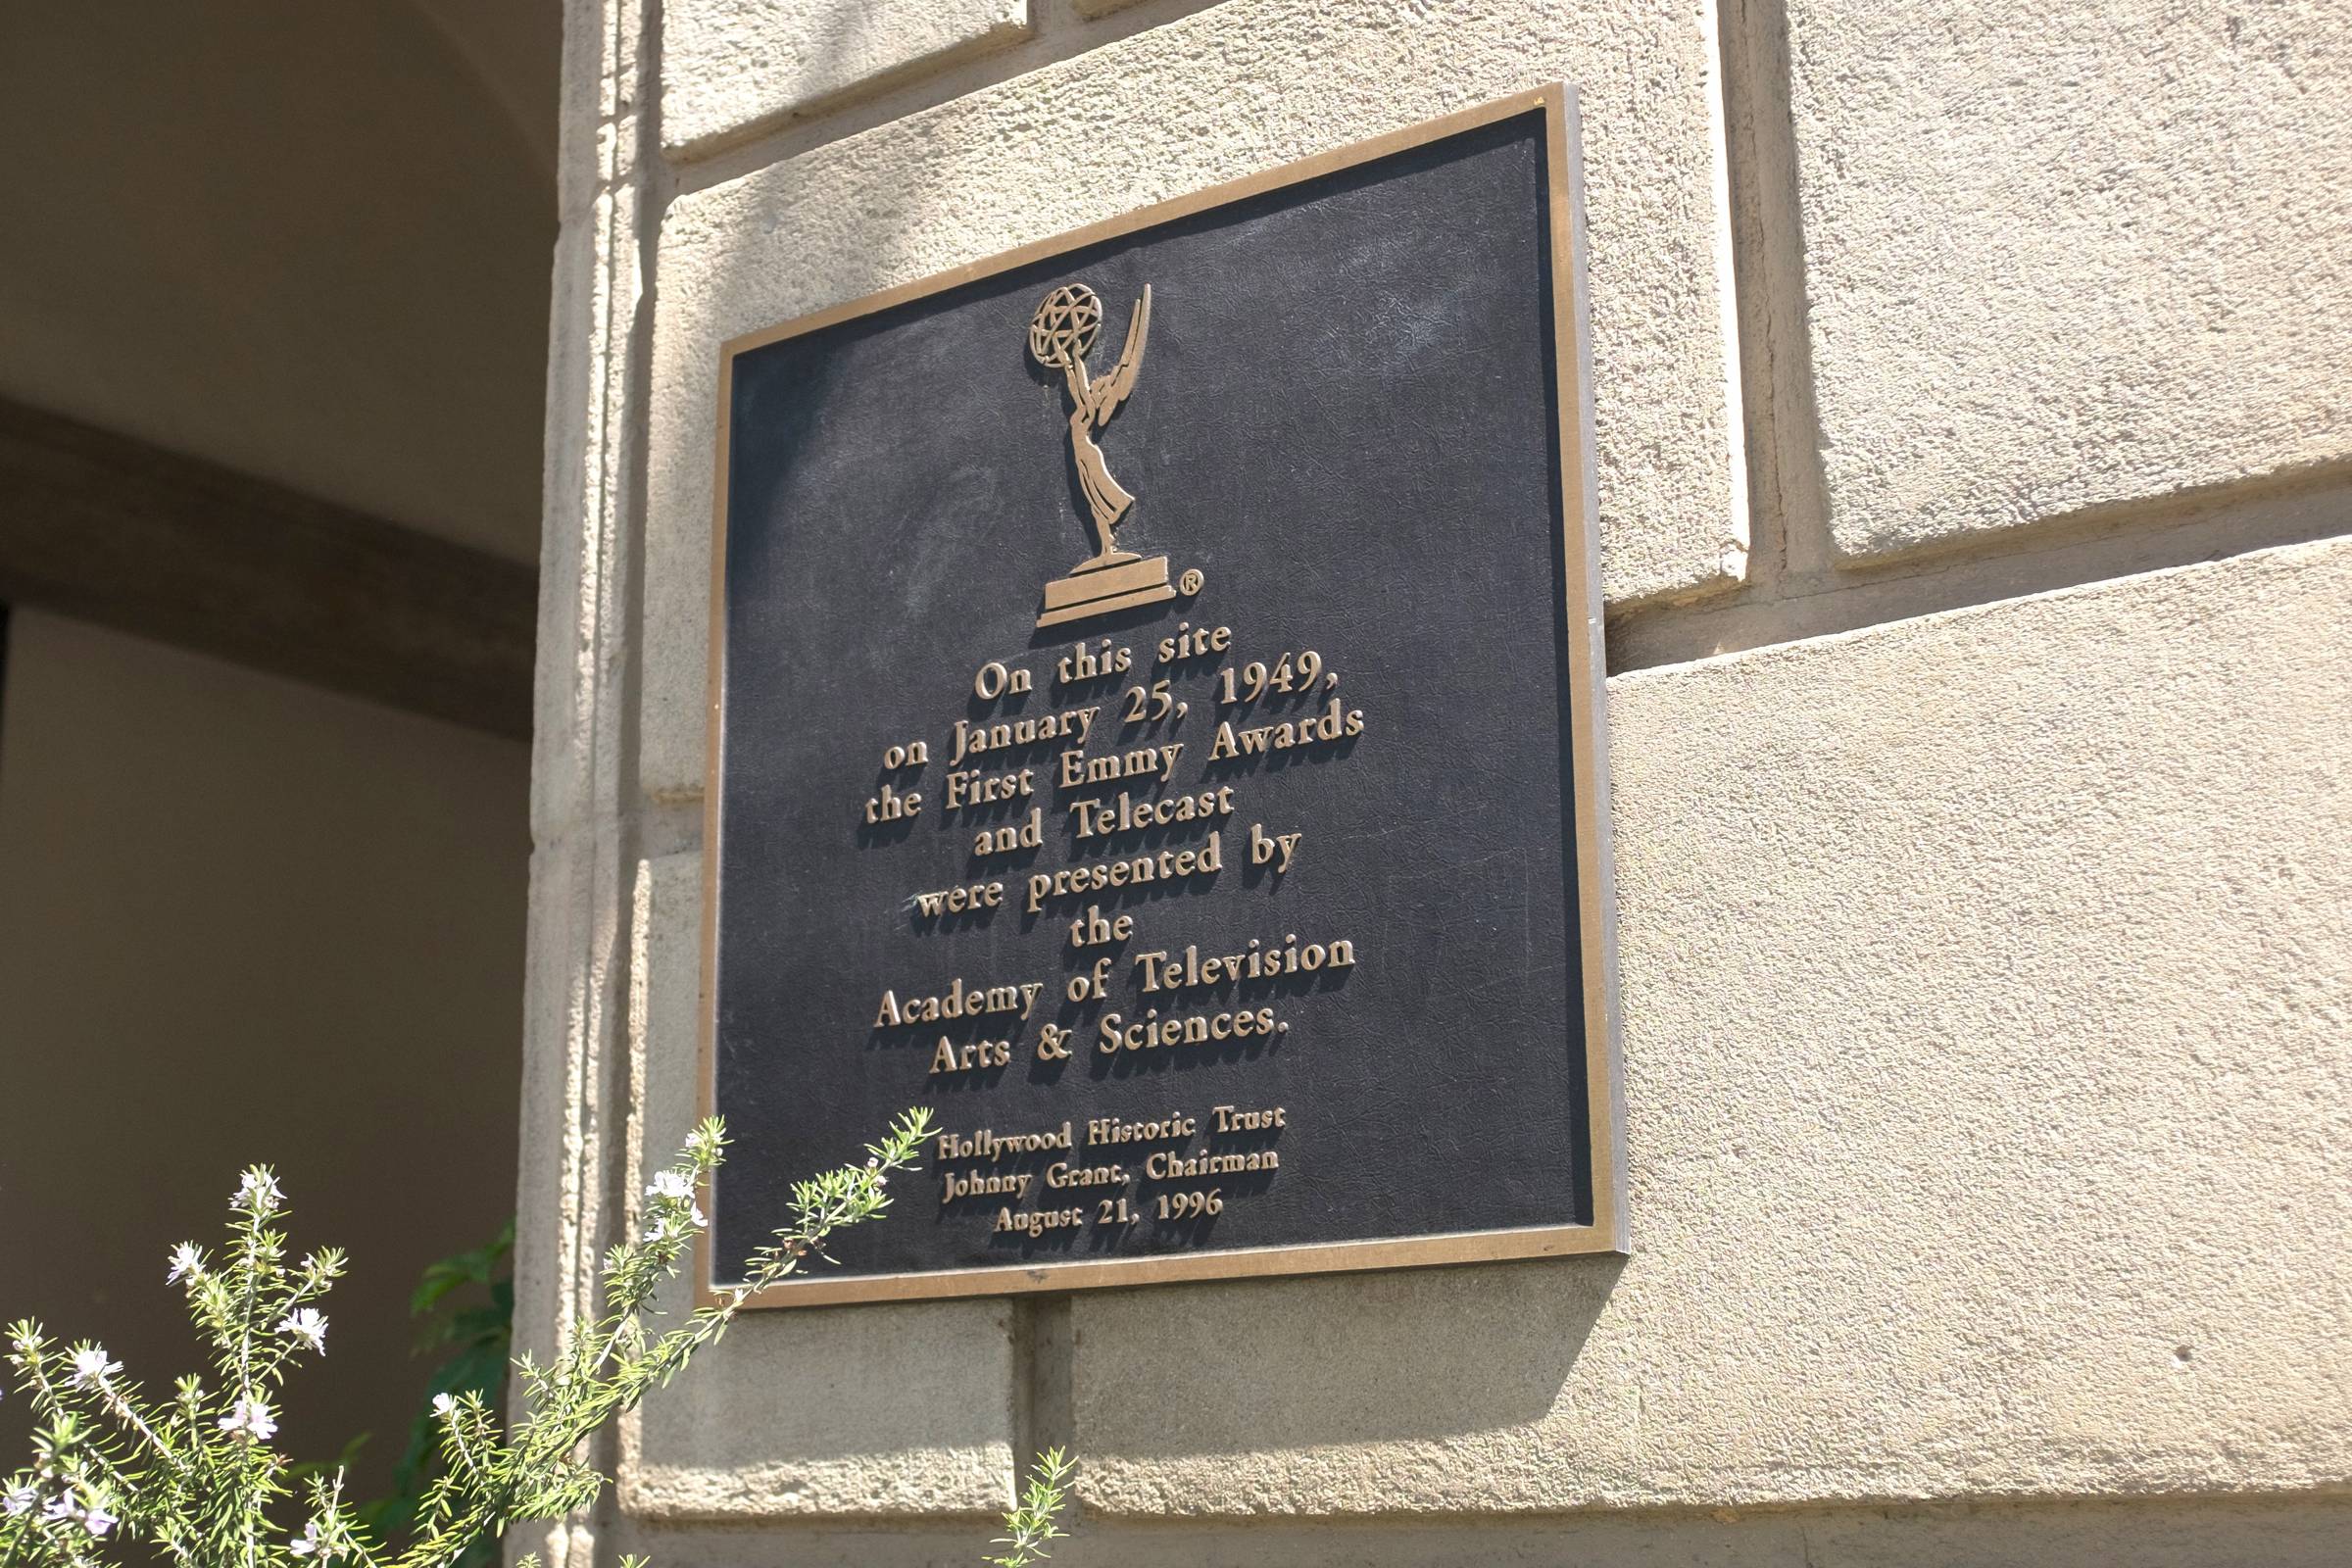 ®
On this site
on January 25, 1949,
the First Emmy Awards
and Telecast
were presented by
the
Academy of Television
Arts & Sciences.
Hollywood Historic Trust
Johnny Grant, Chairman
August 21, 1996